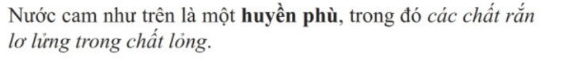 Nước cam như trên là một huyền phù, trong đó các chất rắn
lơ lửng trong chất lỏng.